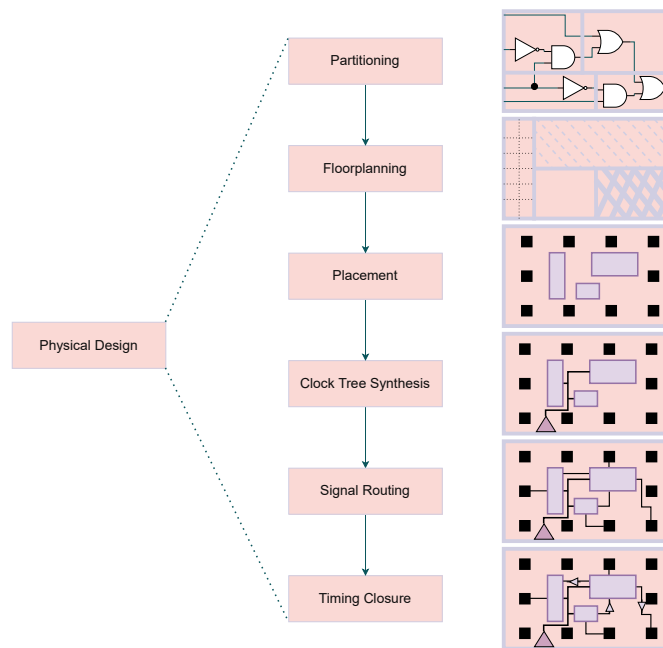 Partitioning
Floorplanning
Placement
Physical Design
Clock Tree Synthesis
Signal Routing
Timing Closure